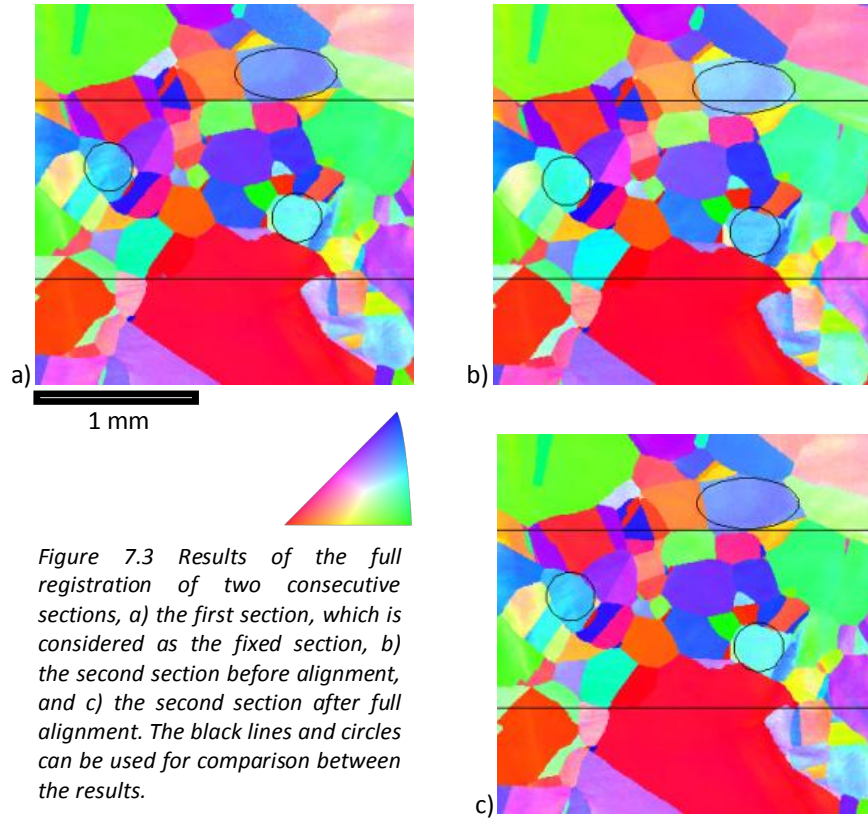 a)
b)
1 mm
Figure 7.3 Results of the full
registration of two consecutive
sections, a) the first section, which is
considered as the fixed section, b)
the second section before alignment,
and c) the second section after full
alignment. The black lines and circles
can be used for comparison between
the results.
c)